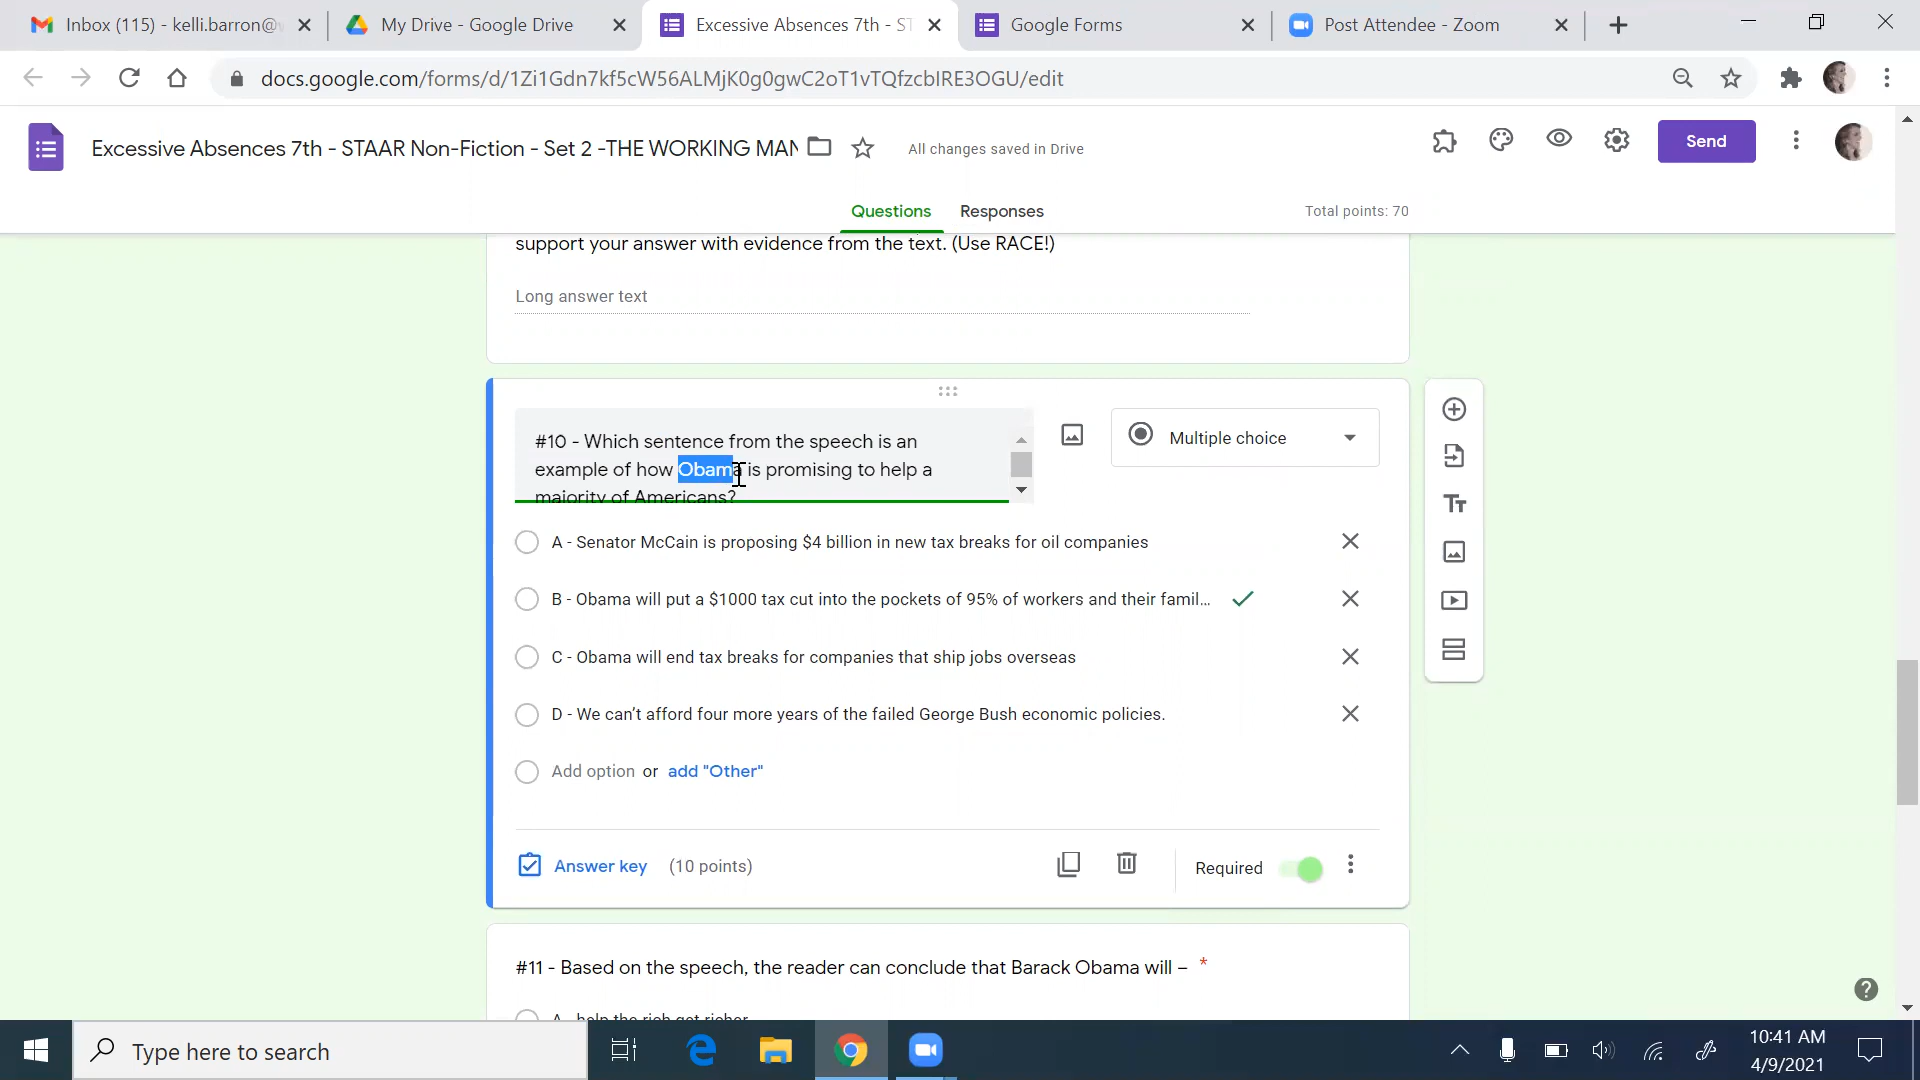 Inbox (115) - kelli.barron@
My Drive - Google Drive
Excessive Absences 7th - ST
Google Forms
Post Attendee - Zoom
docs.google.com/forms/d/1Zi1Gdn7kf5cW56ALMjK0g0gwC2oT1vTQfzcbIRE3OGU/edit
Excessive Absences 7th - STAAR Non-Fiction - Set 2 -THE WORKING MAN
All changes saved in Drive
Send
Questions
Responses
Total points: 70
support your answer with evidence from the text. (Use RACE!)
Long answer text
#10 - Which sentence from the speech is an
example of how Obama is promising to help a
majority of Americans?
Multiple choice
A - Senator McCain is proposing $4 billion in new tax breaks for oil companies
B - Obama will put a $1000 tax cut into the pockets of 95% of workers and their famil...
C - Obama will end tax breaks for companies that ship jobs overseas
D - We can’t afford four more years of the failed George Bush economic policies.
Add option or add "Other"
Answer key (10 points)
Required
#11 - Based on the speech, the reader can conclude that Barack Obama will – *
A - help the rich get richer
Type here to search
10:41 AM
4/9/2021